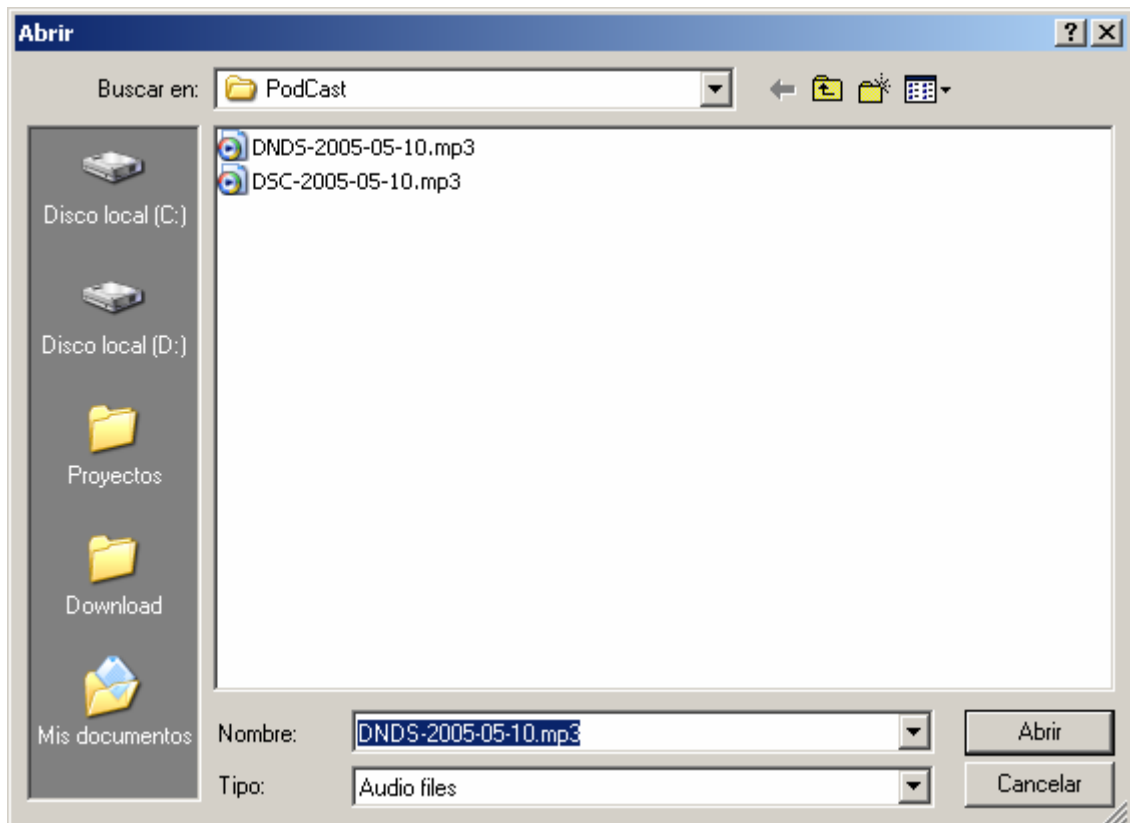 Abrir
?
Buscar en: PodCast
DNDS-2005-05-10.mp3
DSC-2005-05-10.mp3
Disco local (C:)
Disco local (D:)
Proyectos
Download
Mis documentos
Nombre: DNDS-2005-05-10.mp3 Abrir
Tipo: Audio files Cancelar